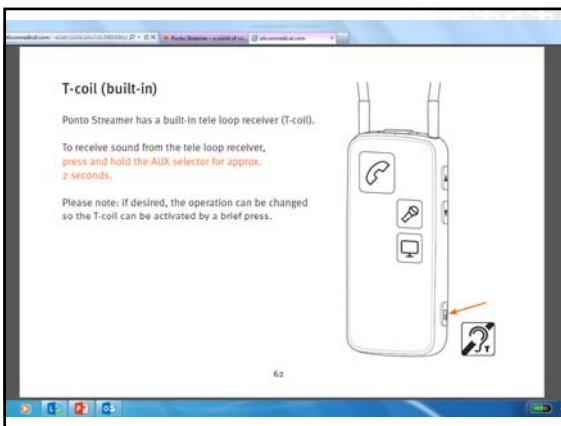 T-coil (built-in)
Ponto Streamer has a built-in tele loop receiver (T-coil).
To receive sound from the tele loop receiver,
press and hold the AUX selector for approx.
2 seconds.
Please note: if desired, the operation can be changed
so the T-coil can be activated by a brief press.
T
62